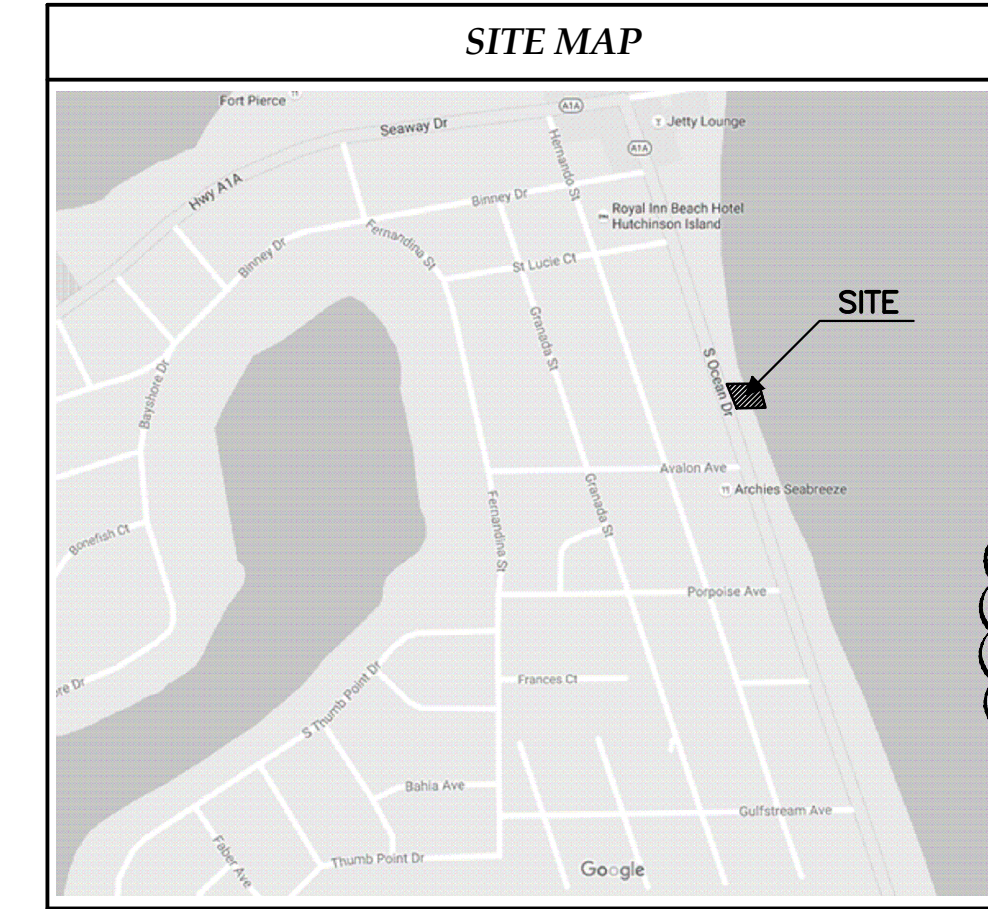 SITE MAP
Fort Pierce
A1A
Seaway Dr
Jetty Lounge
A1A
Hernando St
Hwy A1A
Binney Dr
Royal Inn Beach Hotel
Hutchinson Island
Fernandina St
Binney Dr
St Lucie Ct
SITE
Granada St
S Ocean Dr
Bayshore Dr
Avalon Ave
Archies Seabreeze
Granada St
Fernandina St
Bonefish Ct
Porpoise Ave
Frances Ct
re Dr
S Thumb Point Dr
Bahia Ave
Gulfstream Ave
Faber Ave
Thumb Point Dr
Google